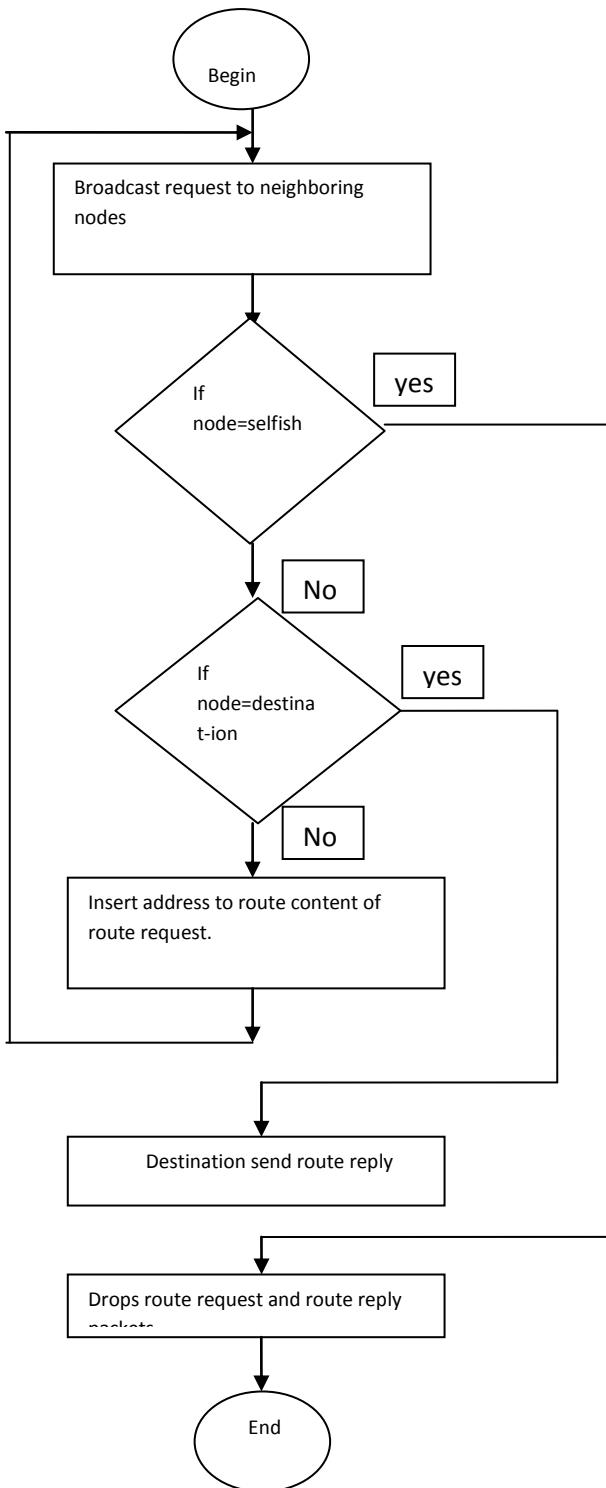 Begin
Broadcast request to neighboring
nodes
If
node=selfish
yes
No
If
node=destina
t-ion
yes
No
Insert address to route content of
route request.
Destination send route reply
Drops route request and route reply
packets
End